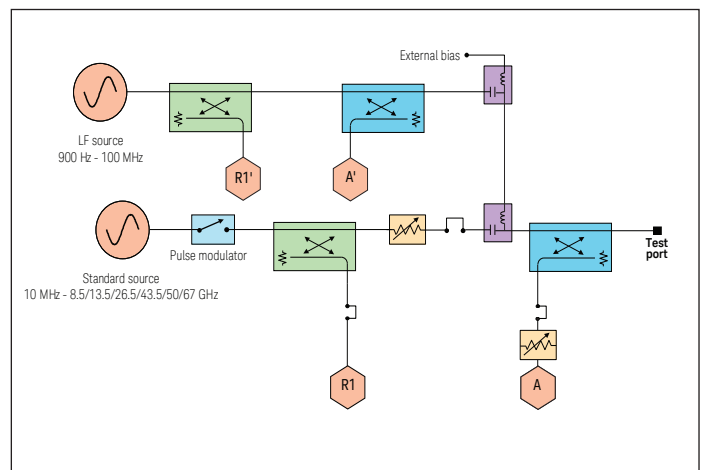 External bias
LF source
900 Hz - 100 MHz
R1'
A'
Pulse modulator
Test
port
Standard source
10 MHz - 8.5/13.5/26.5/43.5/50/67 GHz
R1
A